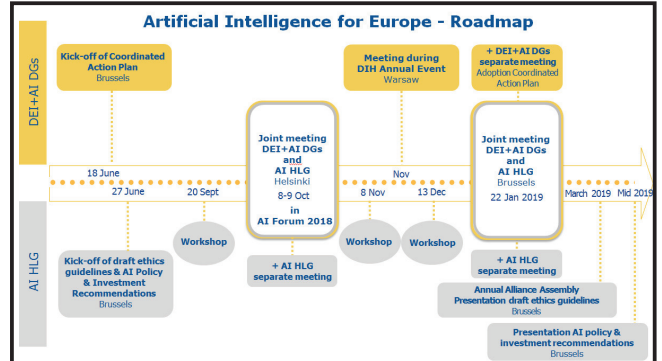 Artificial Intelligence for Europe - Roadmap
DEI+AI DGs
Kick-off of Coordinated
Action Plan
Brussels
Meeting during
DIH Annual Event
Warsaw
+ DEI+AI DGs
separate meeting
Adoption Coordinated
Action Plan
Joint meeting
DEI+AI DGs
and
AI HLG
Helsinki
8-9 Oct
in
AI Forum 2018
Joint meeting
DEI+AI DGs
and
AI HLG
Brussels
22 Jan 2019
18 June
Nov
27 June
20 Sept
8 Nov
13 Dec
March 2019
Mid 2019
AI HLG
Workshop
Workshop
Workshop
Kick-off of draft ethics
guidelines & AI Policy
& Investment
Recommendations
Brussels
+ AI HLG
separate meeting
+ AI HLG
separate meeting
Annual Alliance Assembly
Presentation draft ethics guidelines
Brussels
Presentation AI policy &
investment recommendations
Brussels